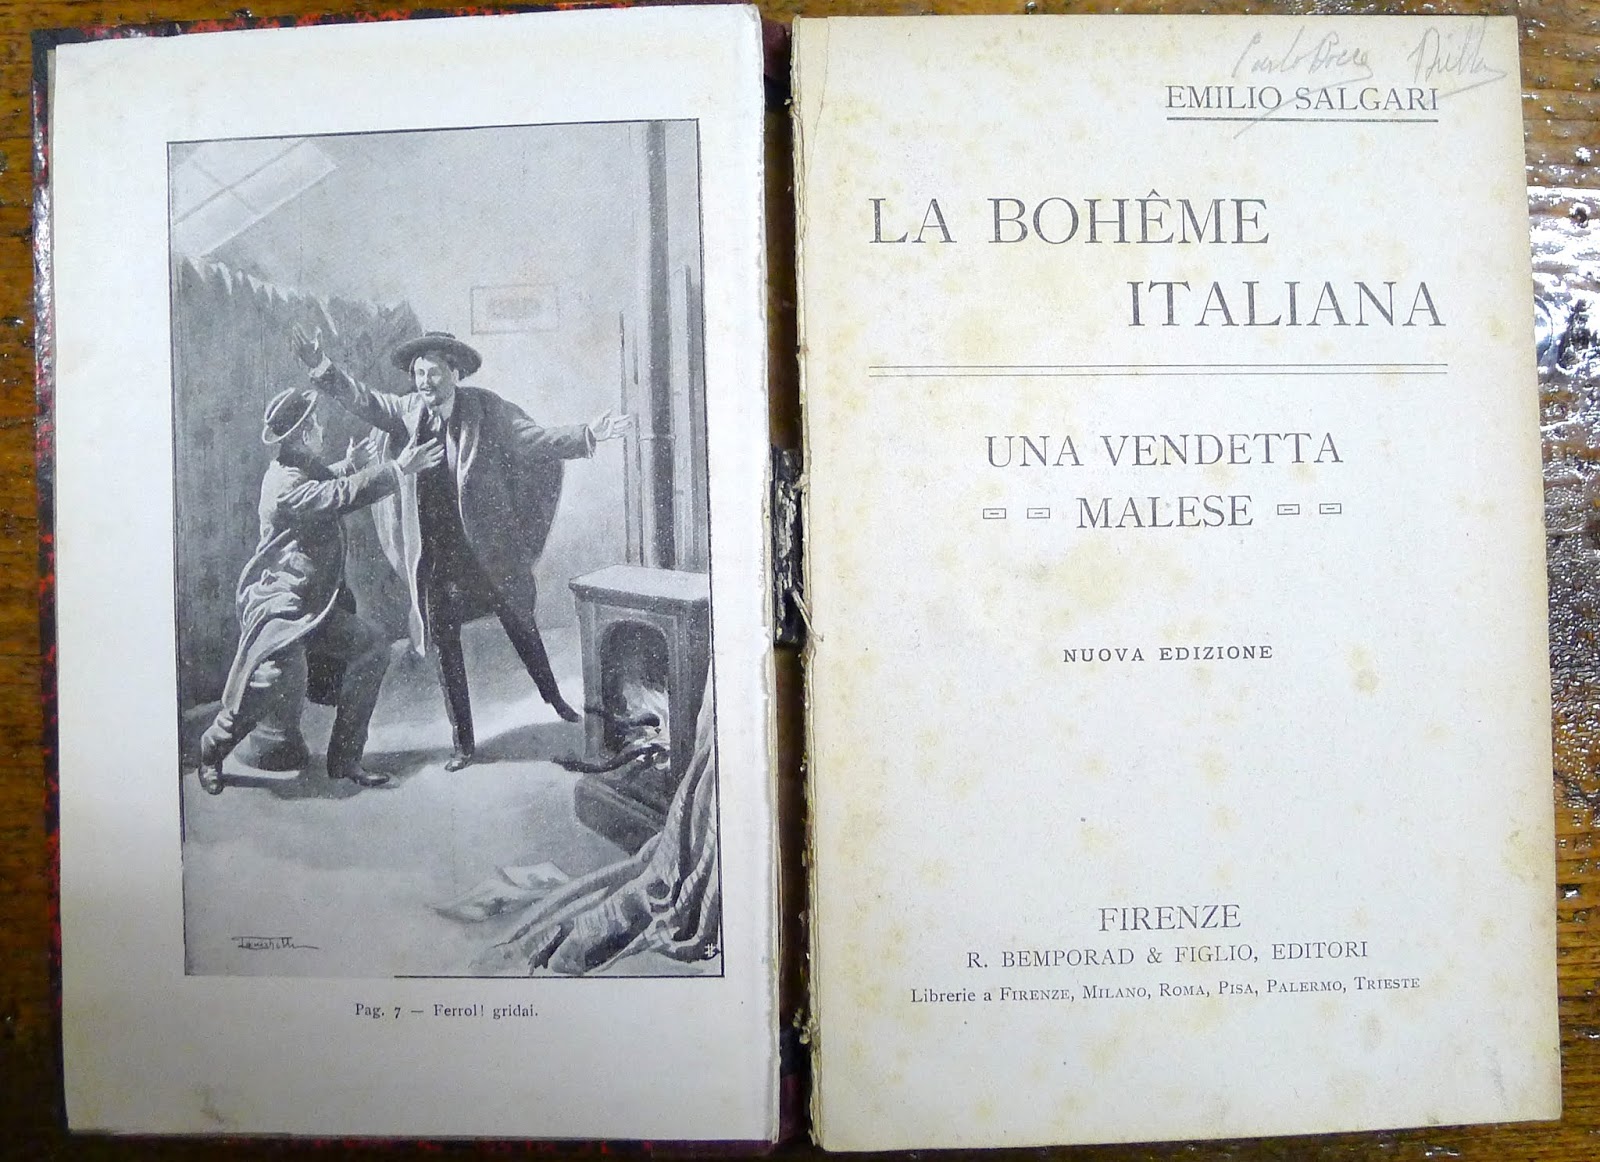 Pag. 7 — Ferrol! gridai.
EMILIO SALGARI
LA BOHÊME
ITALIANA
UNA VENDETTA
MALESE
NUOVA EDIZIONE
FIRENZE
R. BEMPORAD & FIGLIO, EDITORI
Librerie a FIRENZE, MILANO, ROMA, PISA, PALERMO, TRIESTE